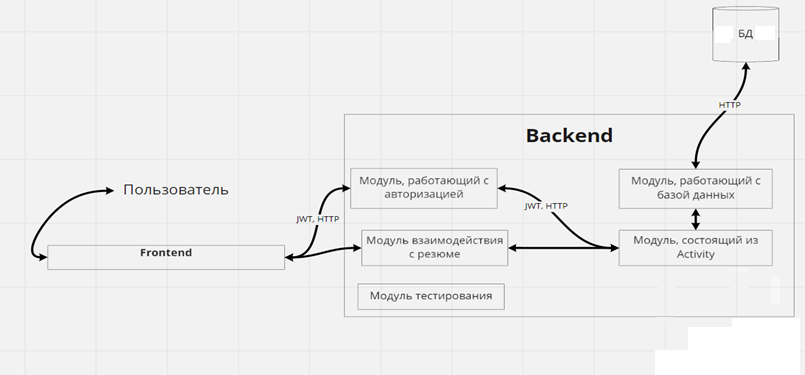 БД
HTTP
Backend
Модуль, работающий с
авторизацией
Модуль, работающий с
базой данных
Пользователь
JWT, HTTP
JWT, HTTP
Frontend
Модуль взаимодействия
с резюме
Модуль, состоящий из
Activity
Модуль тестирования